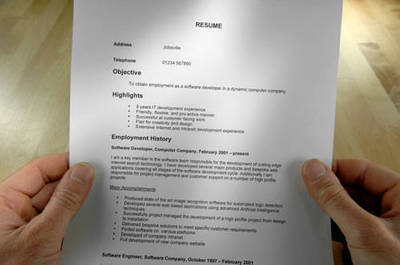 RESUME
Address Jobsville
Telephone 01234 567890
Objective
To obtain employment as a software developer in a dynamic computer company
Highlights
• 8 years IT development experience
• Friendly, flexible, and pro-active manner
• Successful at customer facing work
• Flair for creativity and design
• Extensive Internet and Intranet development experience
Employment History
Software Developer, Computer Company, February 2001 – present
I am a key member in the software team responsible for the development of cutting edge
internet search technology. I have developed several major products and bespoke web
applications covering all stages of the software development life-cycle. Additionally I am
responsible for project management and customer support on a number of high profile
projects.
Major Accomplishments
• Produced state of the art image recognition software for automated logo detection
• Developed several web based applications using advanced Artificial intelligence
techniques
• Successfully project managed the development of a high profile project from design
to installation
• Delivered bespoke solutions to meet specific customer requirements
• Ported software co. various platforms
• Developed of company intranet
• Full development of view company website
Software Engineer, Software Company, October 1997 – February 2001